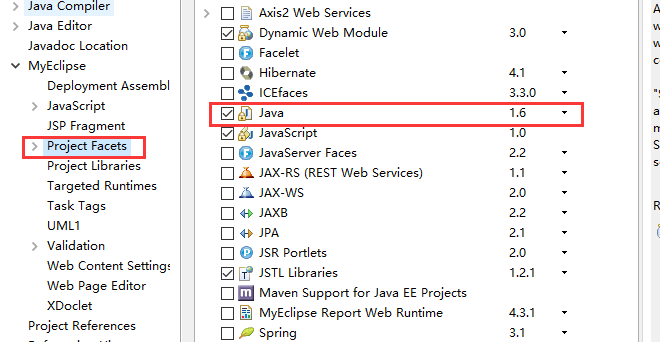 Java Compiler
Java Editor
Javadoc Location
MyEclipse
Deployment Assembl
JavaScript
JSP Fragment
Project Facets
Project Libraries
Targeted Runtimes
Task Tags
UML1
Validation
Web Content Settings
Web Page Editor
XDoclet
Project References
Axis2 Web Services
Dynamic Web Module 3.0
Facelet
Hibernate 4.1
ICEfaces 3.3.0
Java 1.6
JavaScript 1.0
JavaServer Faces 2.2
JAX-RS (REST Web Services) 1.1
JAX-WS 2.0
JAXB 2.2
JPA 2.1
JSR Portlets 2.0
JSTL Libraries 1.2.1
Maven Support for Java EE Projects
MyEclipse Report Web Runtime 4.3.1
Spring 3.1